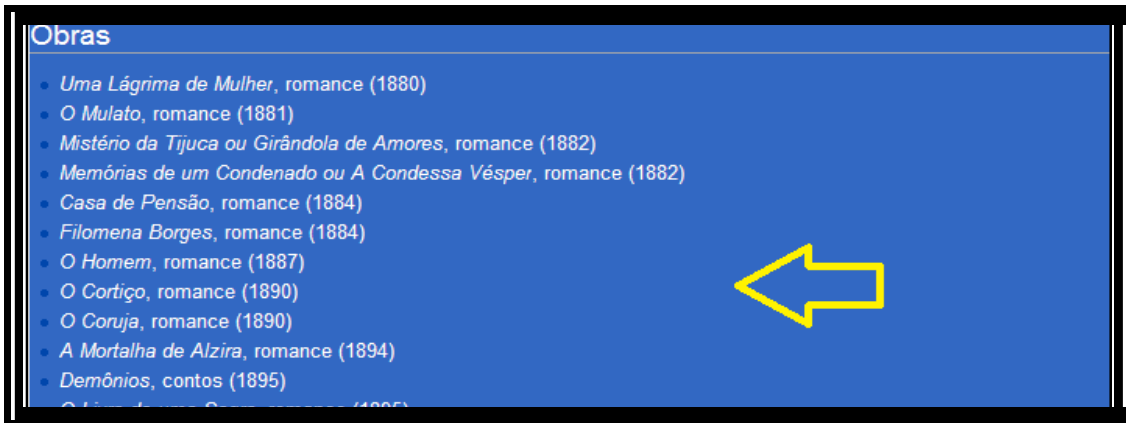 Obras
Uma Lágrima de Mulher, romance (1880)
O Mulato, romance (1881)
Mistério da Tijuca ou Girândola de Amores, romance (1882)
Memórias de um Condenado ou A Condessa Vésper, romance (1882)
Casa de Pensão, romance (1884)
Filomena Borges, romance (1884)
O Homem, romance (1887)
O Cortiço, romance (1890)
O Coruja, romance (1890)
A Mortalha de Alzira, romance (1894)
Demônios, contos (1895)